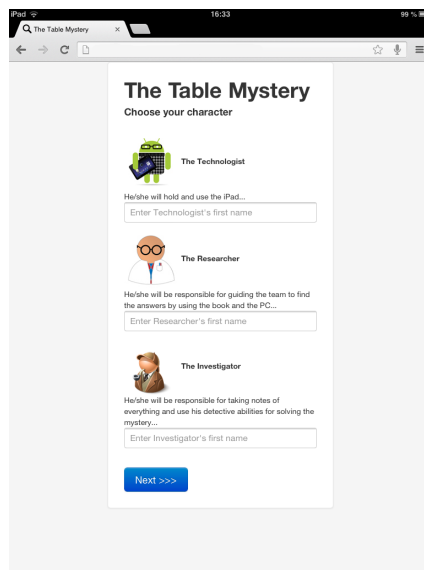 iPad 16:33 99 %
The Table Mystery ×
The Table Mystery
Choose your character
The Technologist
He/she will hold and use the iPad...
Enter Technologist's first name
The Researcher
He/she will be responsible for guiding the team to find
the answers by using the book and the PC...
Enter Researcher's first name
The Investigator
He/she will be responsible for taking notes of
everything and use his detective abilities for solving the
mystery...
Enter Investigator's first name
Next >>>